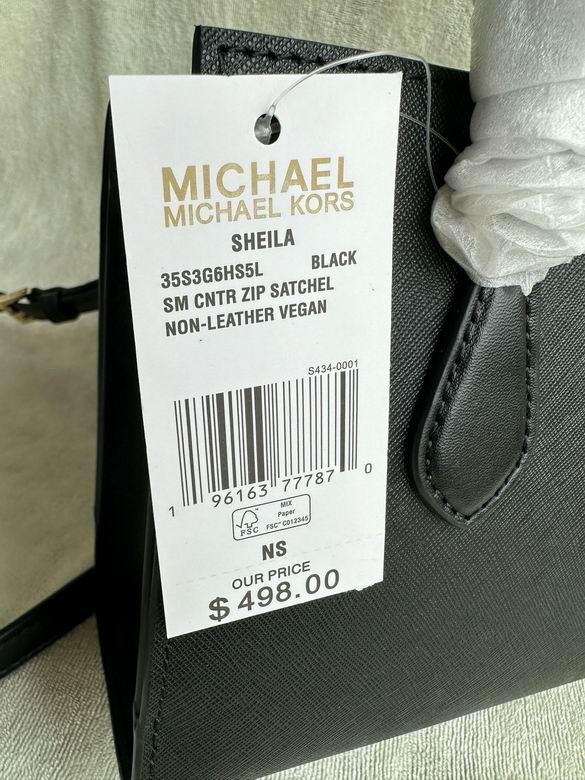 MICHAEL
MICHAEL KORS
SHEILA
35S3G6HS5L BLACK
SM CNTR ZIP SATCHEL
NON-LEATHER VEGAN
S434-0001
1 96163 77787 0
FSC
MIX
Paper
FSC™ C012345
NS
OUR PRICE
$498.00